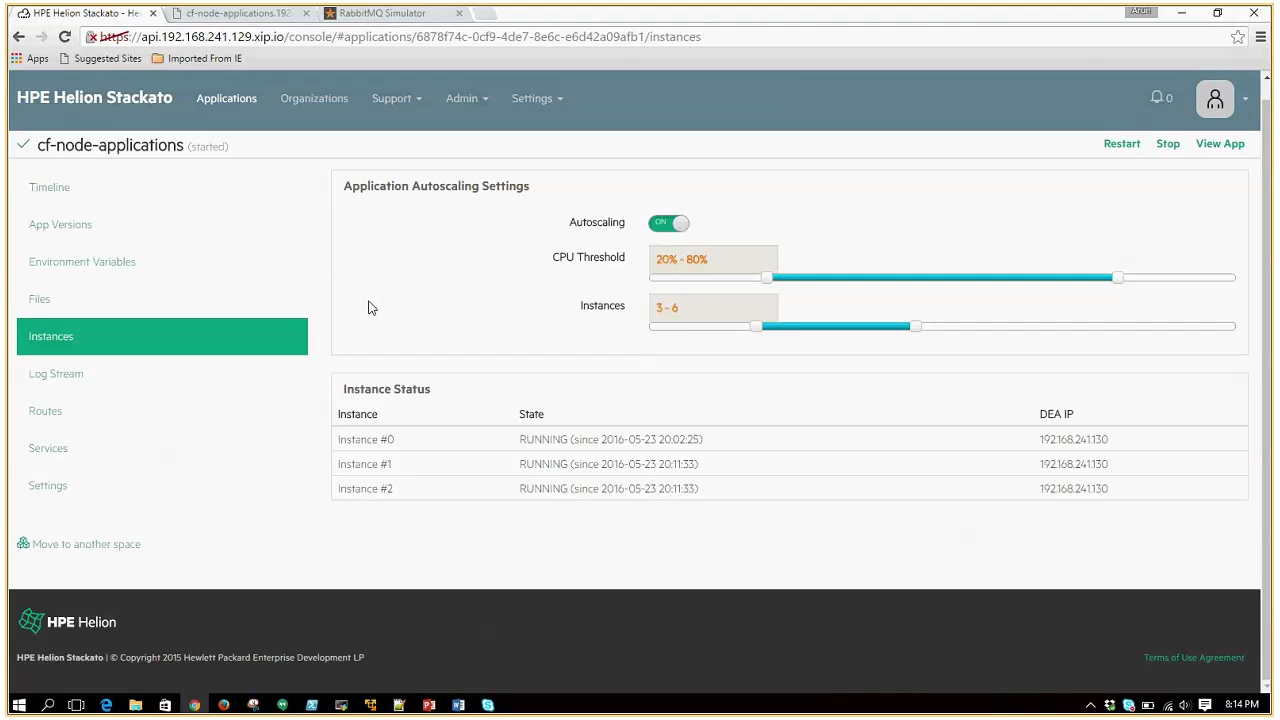 HPE Helion Stackato - He
cf-node-applications.192
RabbitMQ Simulator
Arun
https://api.192.168.241.129.xip.io/console/#applications/6878f74c-0cf9-4de7-8e6c-e6d42a09afb1/instances
Apps
Suggested Sites
Imported From IE
HPE Helion Stackato
Applications
Organizations
Support
Admin
Settings
0
cf-node-applications (started)
Restart
Stop
View App
Timeline
App Versions
Environment Variables
Files
Instances
Log Stream
Routes
Services
Settings
Move to another space
Application Autoscaling Settings
Autoscaling
ON
CPU Threshold
20% - 80%
Instances
3 - 6
Instance Status
Instance State DEA IP
Instance #0 RUNNING (since 2016-05-23 20:02:25) 192.168.241.130
Instance #1 RUNNING (since 2016-05-23 20:11:33) 192.168.241.130
Instance #2 RUNNING (since 2016-05-23 20:11:33) 192.168.241.130
HPE Helion
HPE Helion Stackato | © Copyright 2015 Hewlett Packard Enterprise Development LP
Terms of Use Agreement
8:14 PM